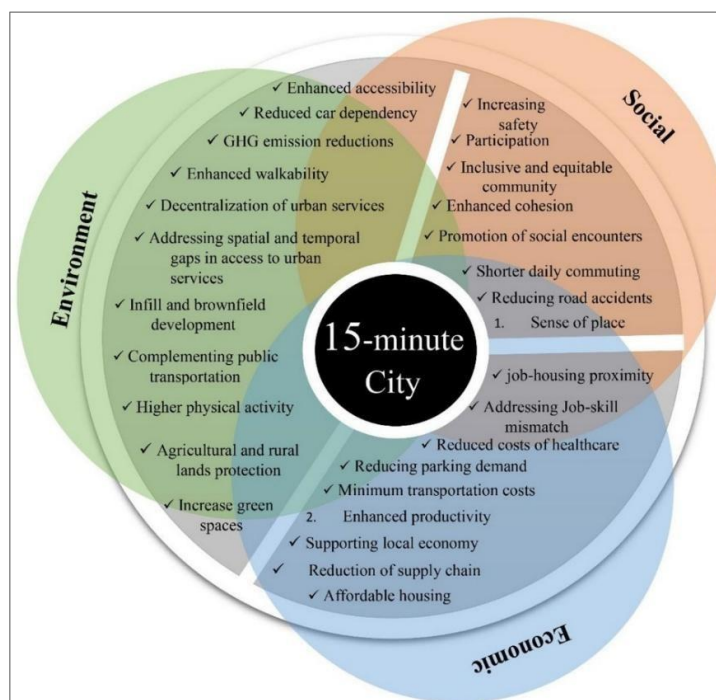 Environment
✓ Enhanced accessibility
✓ Reduced car dependency
✓ GHG emission reductions
✓ Enhanced walkability
✓ Decentralization of urban services
✓ Addressing spatial and temporal
gaps in access to urban
services
✓ Infill and brownfield
development
✓ Complementing public
transportation
✓ Higher physical activity
✓ Agricultural and rural
lands protection
✓ Increase green
spaces
Social
✓ Increasing
safety
✓ Participation
✓ Inclusive and equitable
community
✓ Enhanced cohesion
✓ Promotion of social encounters
✓ Shorter daily commuting
✓ Reducing road accidents
1. Sense of place
15-minute
City
✓ job-housing proximity
✓ Addressing Job-skill
mismatch
✓ Reduced costs of healthcare
✓ Reducing parking demand
✓ Minimum transportation costs
2. Enhanced productivity
✓ Supporting local economy
✓ Reduction of supply chain
✓ Affordable housing
Economic